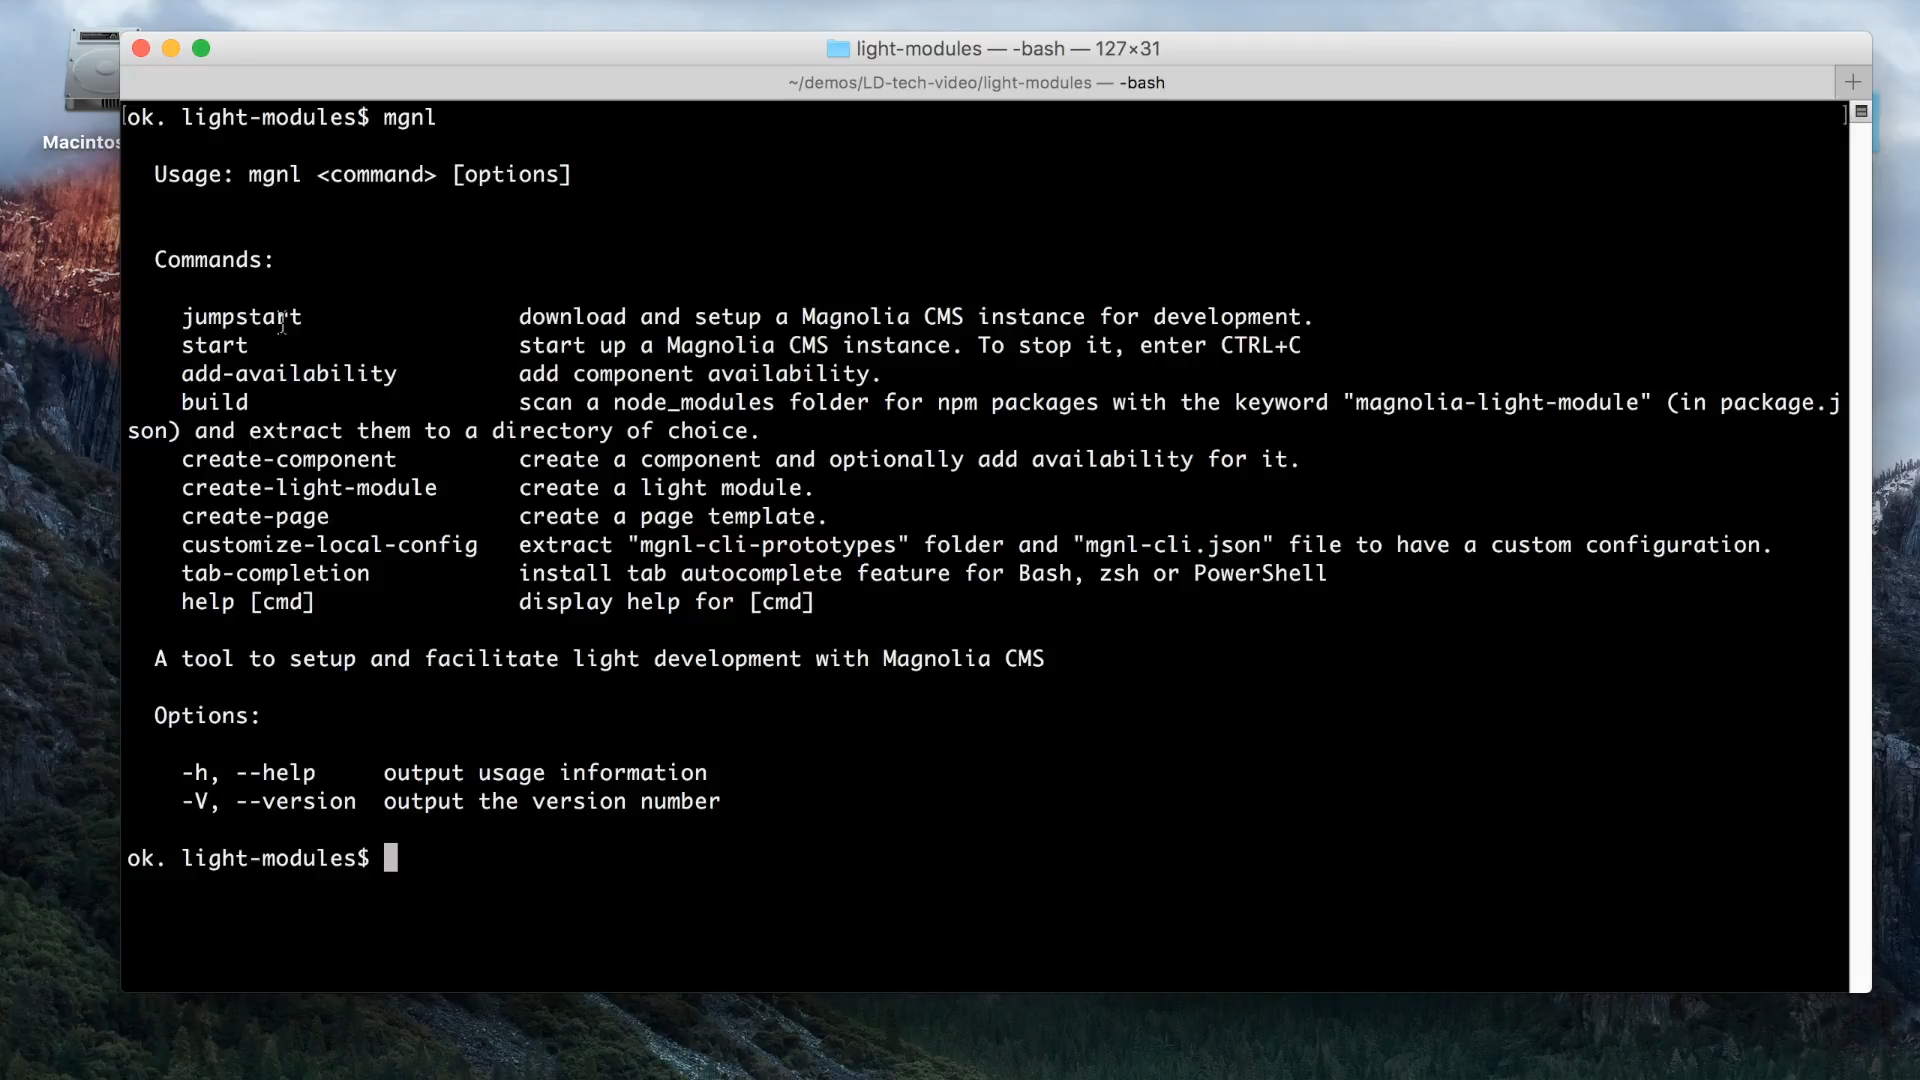 light-modules — -bash — 127×31
~/demos/LD-tech-video/light-modules — -bash
Macintos
[ok. light-modules$ mgnl ]
Usage: mgnl <command> [options]
Commands:
jumpstart download and setup a Magnolia CMS instance for development.
start start up a Magnolia CMS instance. To stop it, enter CTRL+C
add-availability add component availability.
build scan a node_modules folder for npm packages with the keyword "magnolia-light-module" (in package.j
son) and extract them to a directory of choice.
create-component create a component and optionally add availability for it.
create-light-module create a light module.
create-page create a page template.
customize-local-config extract "mgnl-cli-prototypes" folder and "mgnl-cli.json" file to have a custom configuration.
tab-completion install tab autocomplete feature for Bash, zsh or PowerShell
help [cmd] display help for [cmd]
A tool to setup and facilitate light development with Magnolia CMS
Options:
-h, --help output usage information
-V, --version output the version number
ok. light-modules$